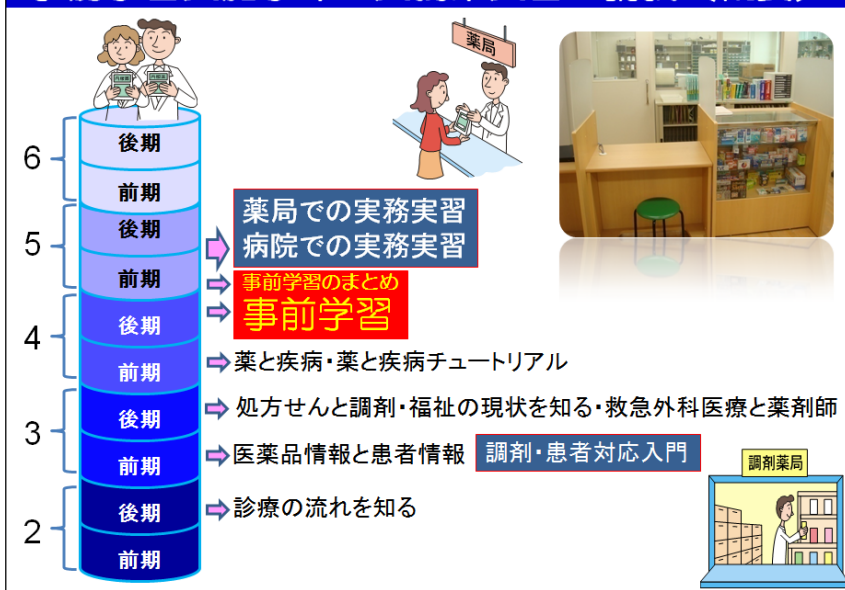 薬局
6
後期
前期
5
後期
前期
薬局での実務実習
病院での実務実習
事前学習のまとめ
事前学習
4
後期
前期
薬と疾病・薬と疾病チュートリアル
3
後期
処方せんと調剤・福祉の現状を知る・救急外科医療と薬剤師
前期
医薬品情報と患者情報
調剤・患者対応入門
調剤薬局
2
後期
診療の流れを知る
前期